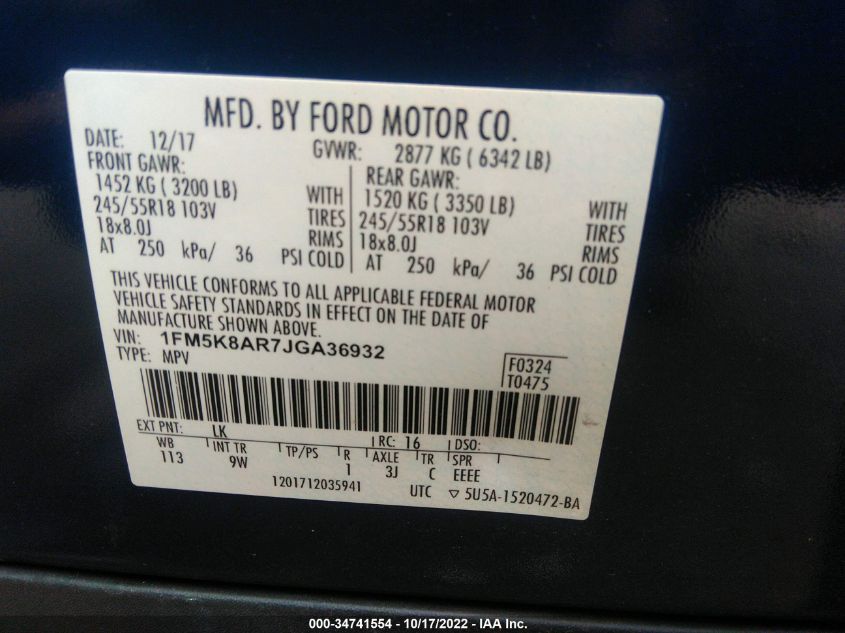 MFD. BY FORD MOTOR CO.
DATE: 12/17 GVWR: 2877 KG ( 6342 LB)
FRONT GAWR: REAR GAWR:
1452 KG ( 3200 LB) WITH 1520 KG ( 3350 LB) WITH
245/55R18 103V TIRES 245/55R18 103V TIRES
18x8.0J RIMS 18x8.0J RIMS
AT 250 kPa/ 36 PSI COLD AT 250 kPa/ 36 PSI COLD
THIS VEHICLE CONFORMS TO ALL APPLICABLE FEDERAL MOTOR
VEHICLE SAFETY STANDARDS IN EFFECT ON THE DATE OF
MANUFACTURE SHOWN ABOVE.
VIN: 1FM5K8AR7JGA36932
TYPE: MPV
F0324
T0475
EXT PNT: LK RC: 16 DSO:
WB INT TR TP/PS R AXLE TR SPR
113 9W 1 3J C EEEE
1201712035941 UTC ▽ 5U5A-1520472-BA
000-34741554 - 10/17/2022 - IAA Inc.